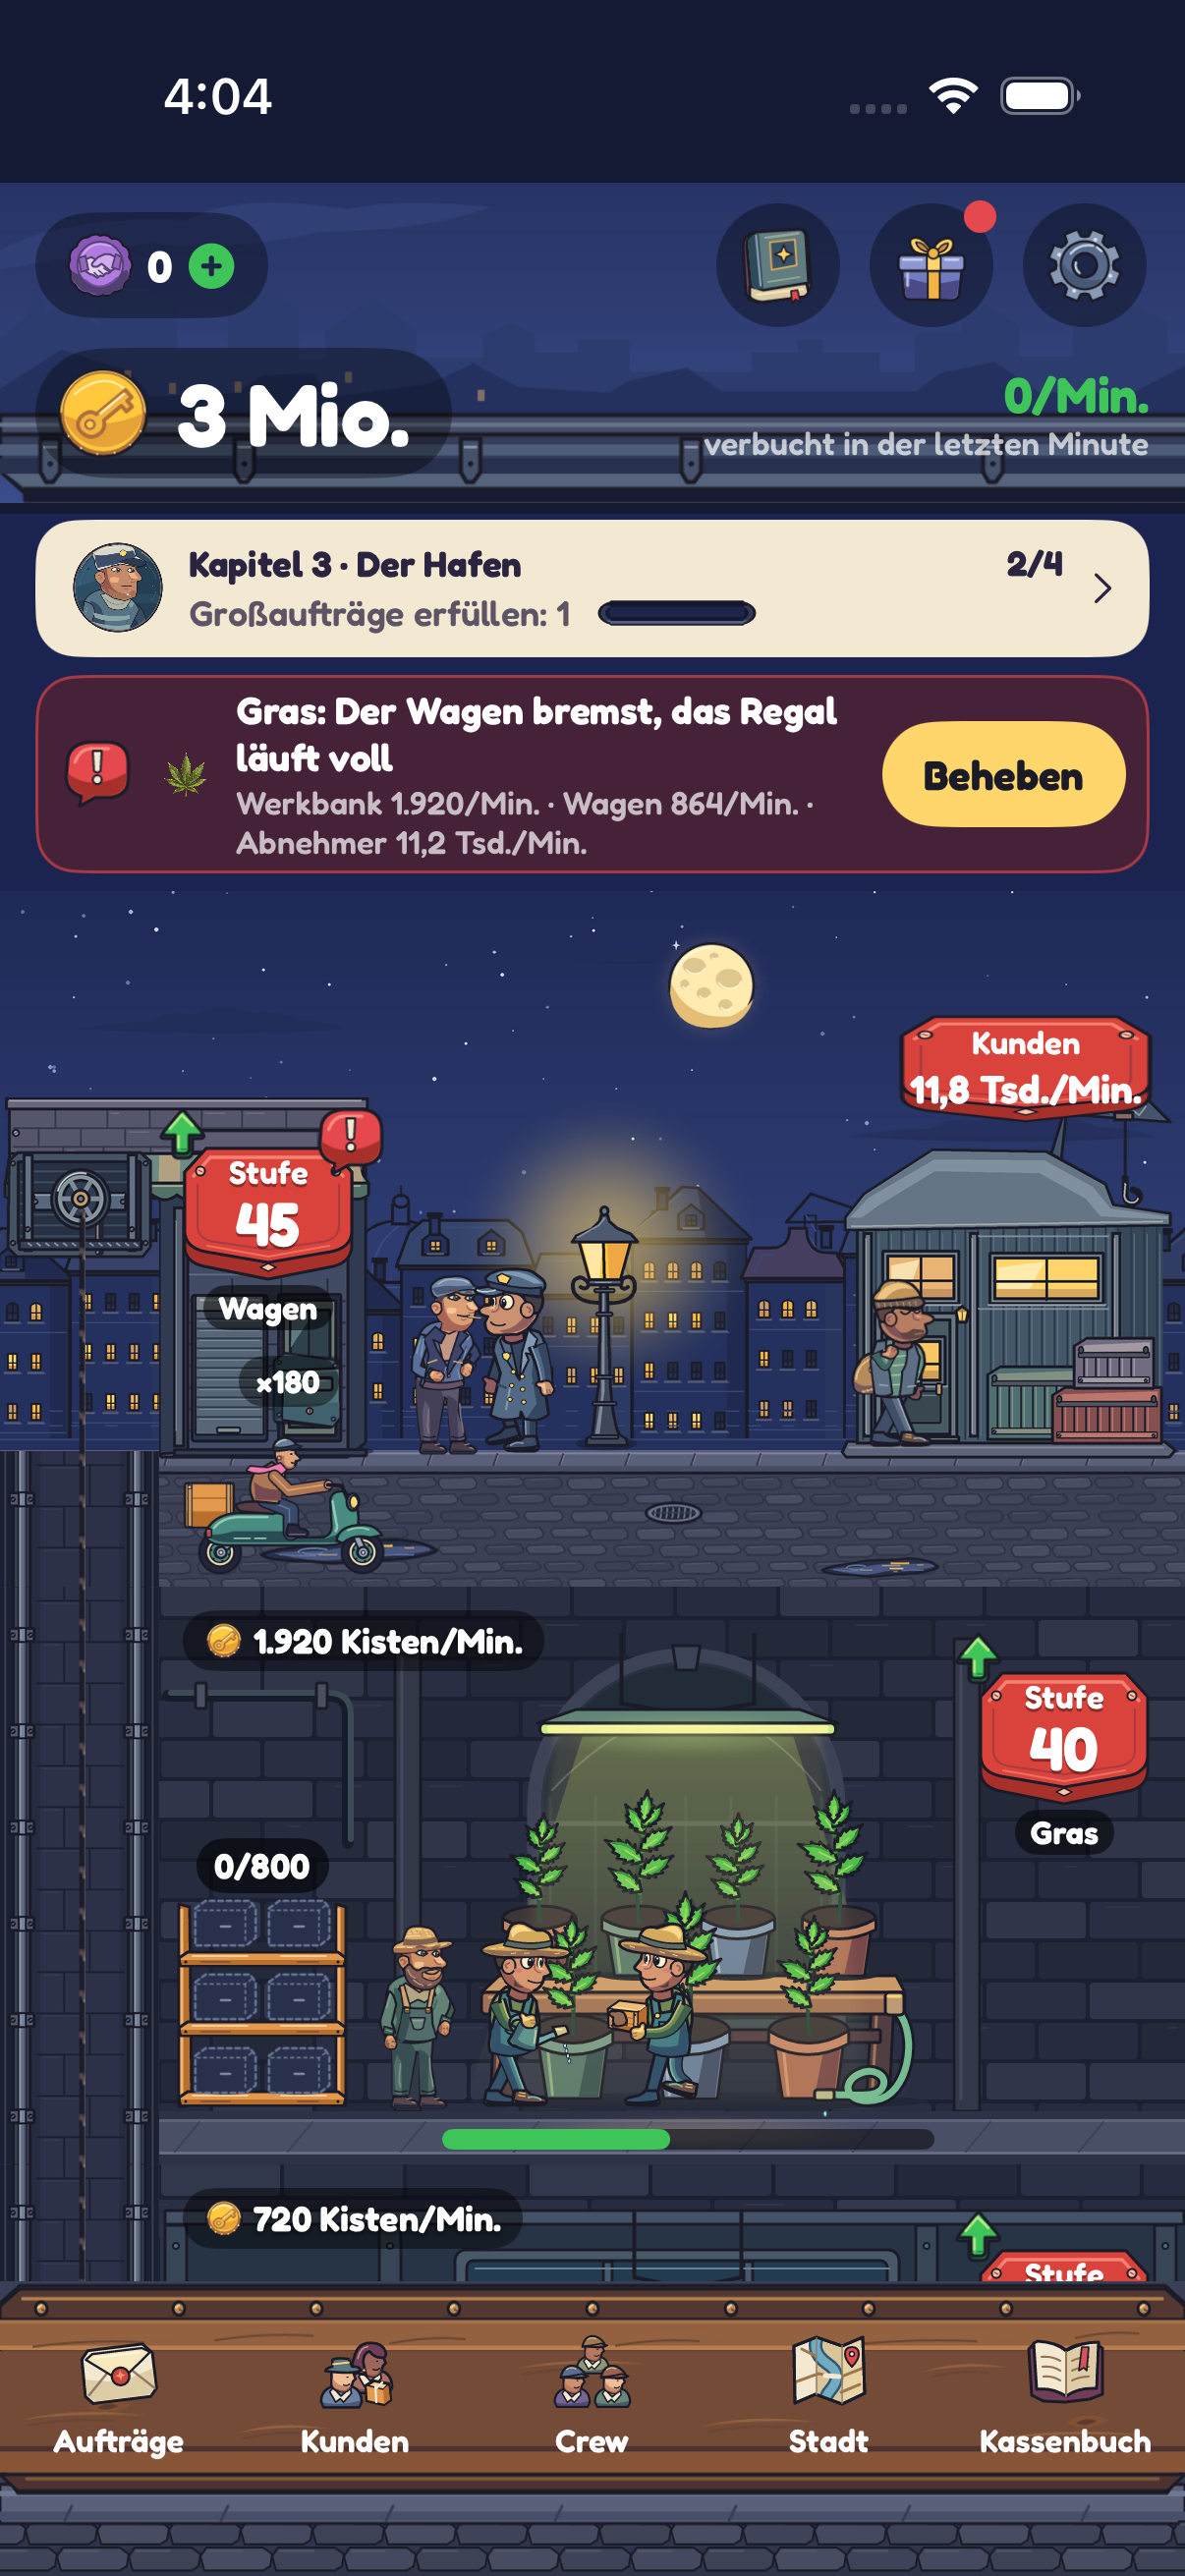 4:04
0
3 Mio.
0/Min.
verbucht in der letzten Minute
Kapitel 3 · Der Hafen
2/4
Großaufträge erfüllen: 1
Gras: Der Wagen bremst, das Regal
läuft voll
Werkbank 1.920/Min. · Wagen 864/Min. ·
Abnehmer 11,2 Tsd./Min.
Beheben
Kunden
11,8 Tsd./Min.
Stufe
45
Wagen
×180
1.920 Kisten/Min.
Stufe
40
Gras
0/800
720 Kisten/Min.
Stufe
Aufträge
Kunden
Crew
Stadt
Kassenbuch